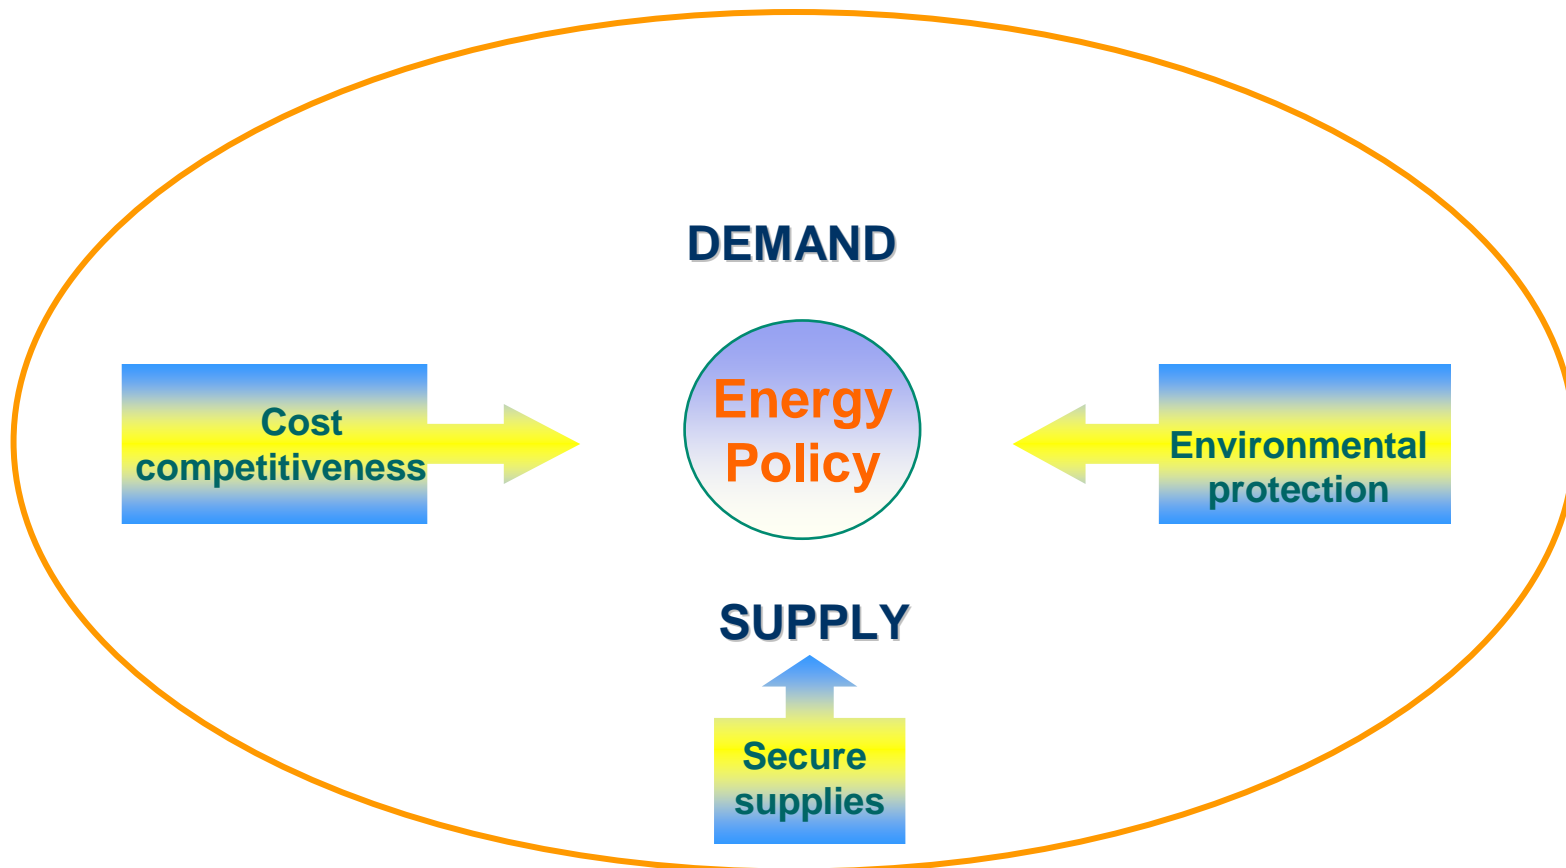 DEMAND
Energy
Policy
Cost
competitiveness
Environmental
protection
SUPPLY
Secure
supplies